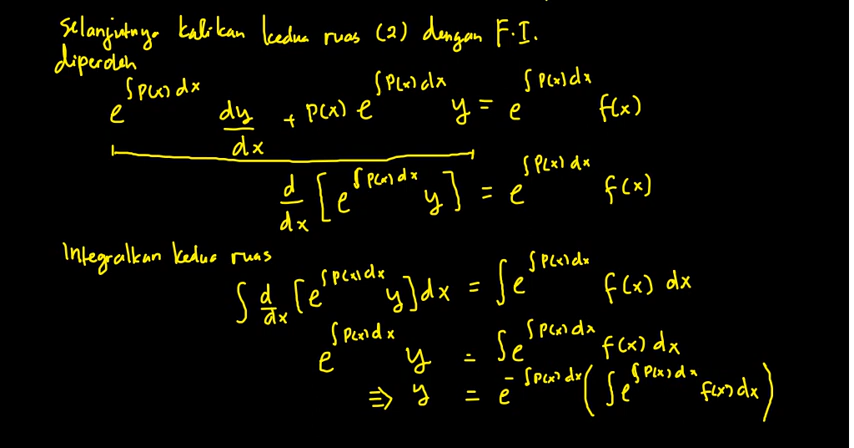 Selanjutnya kalikan kedua ruas (2) dengan F.I.
diperoleh
e^{∫P(x)dx} dy/dx + P(x) e^{∫P(x)dx} y = e^{∫P(x)dx} f(x)
d/dx [e^{∫P(x)dx} y] = e^{∫P(x)dx} f(x)
Integralkan kedua ruas
∫ d/dx [e^{∫P(x)dx} y] dx = ∫ e^{∫P(x)dx} f(x) dx
e^{∫P(x)dx} y = ∫ e^{∫P(x)dx} f(x) dx
⇒ y = e^{-∫P(x)dx} (∫ e^{∫P(x)dx} f(x) dx)